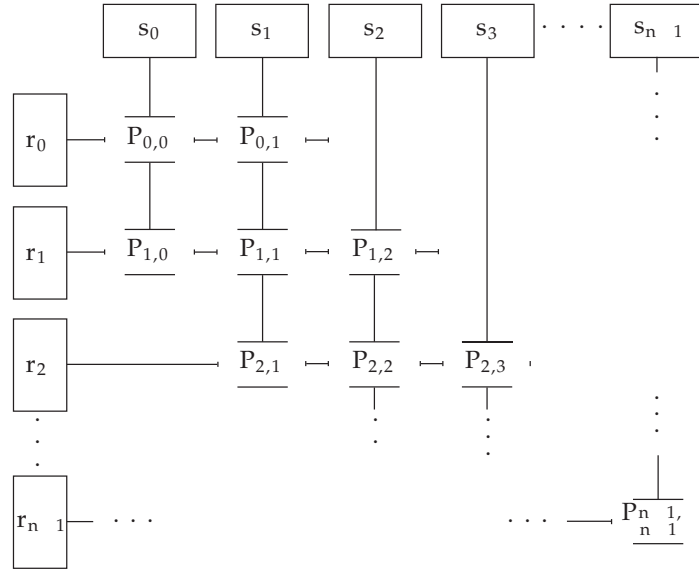 s₀ s₁ s₂ s₃ · · · · sₙ ₁
r₀ P₀,₀ P₀,₁
r₁ P₁,₀ P₁,₁ P₁,₂
r₂ P₂,₁ P₂,₂ P₂,₃
rₙ ₁ · · · · · · Pₙ ₁,
ₙ ₁